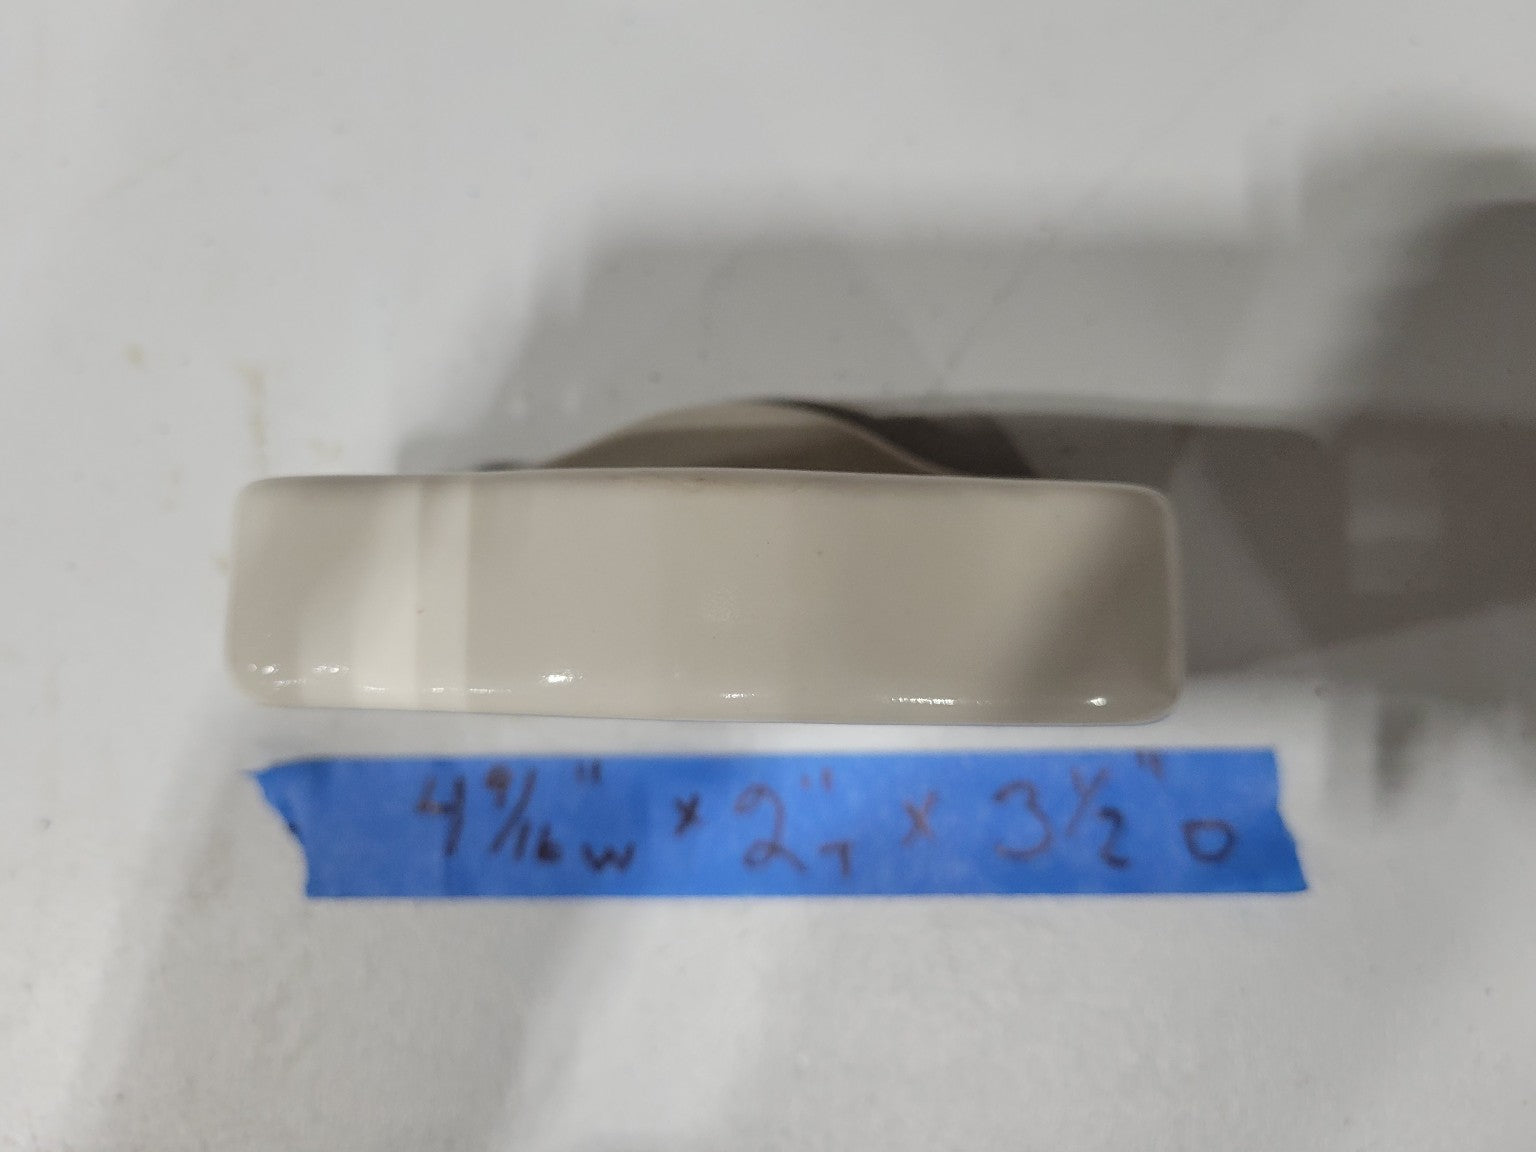 4 9/16" W x 2" T x 3 1/2" D